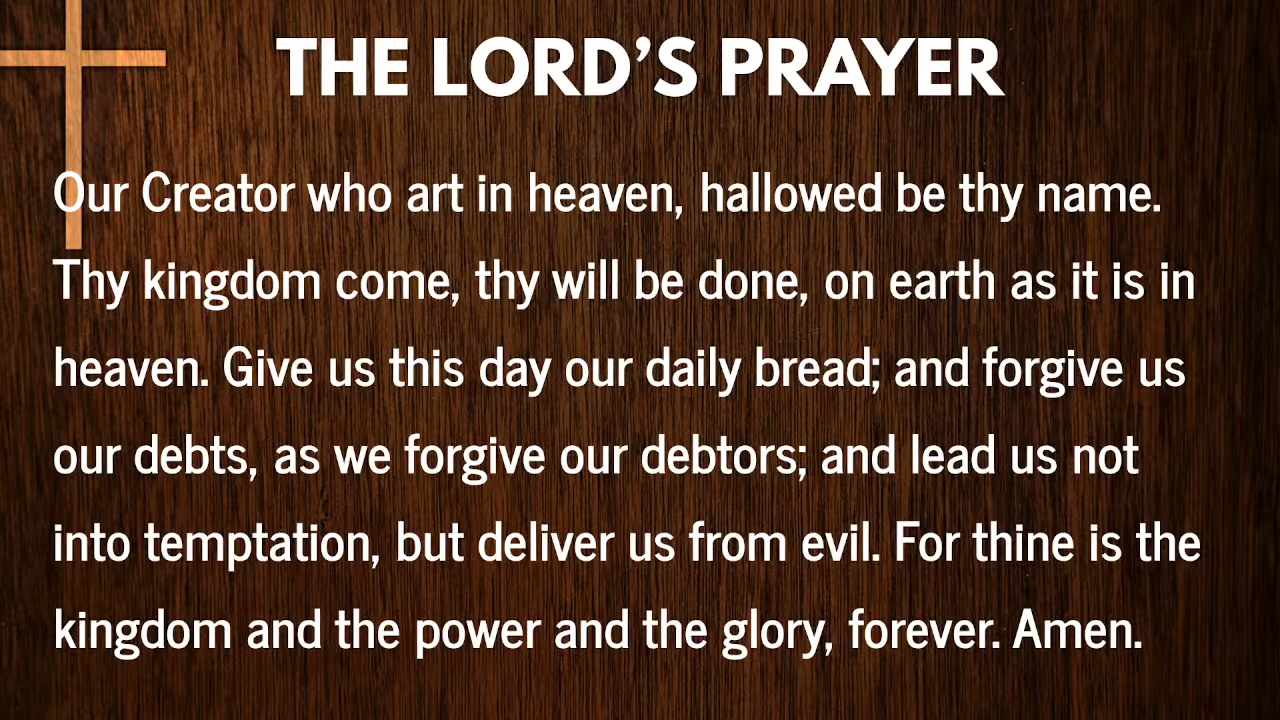 THE LORD’S PRAYER
Our Creator who art in heaven, hallowed be thy name.
Thy kingdom come, thy will be done, on earth as it is in
heaven. Give us this day our daily bread; and forgive us
our debts, as we forgive our debtors; and lead us not
into temptation, but deliver us from evil. For thine is the
kingdom and the power and the glory, forever. Amen.